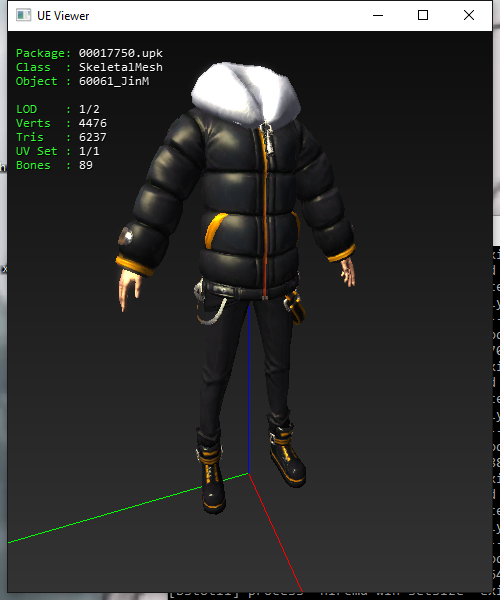 UE Viewer
Package: 00017750.upk
Class  : SkeletalMesh
Object : 60061_JinM
LOD    : 1/2
Verts  : 4476
Tris   : 6237
UV Set : 1/1
Bones  : 89